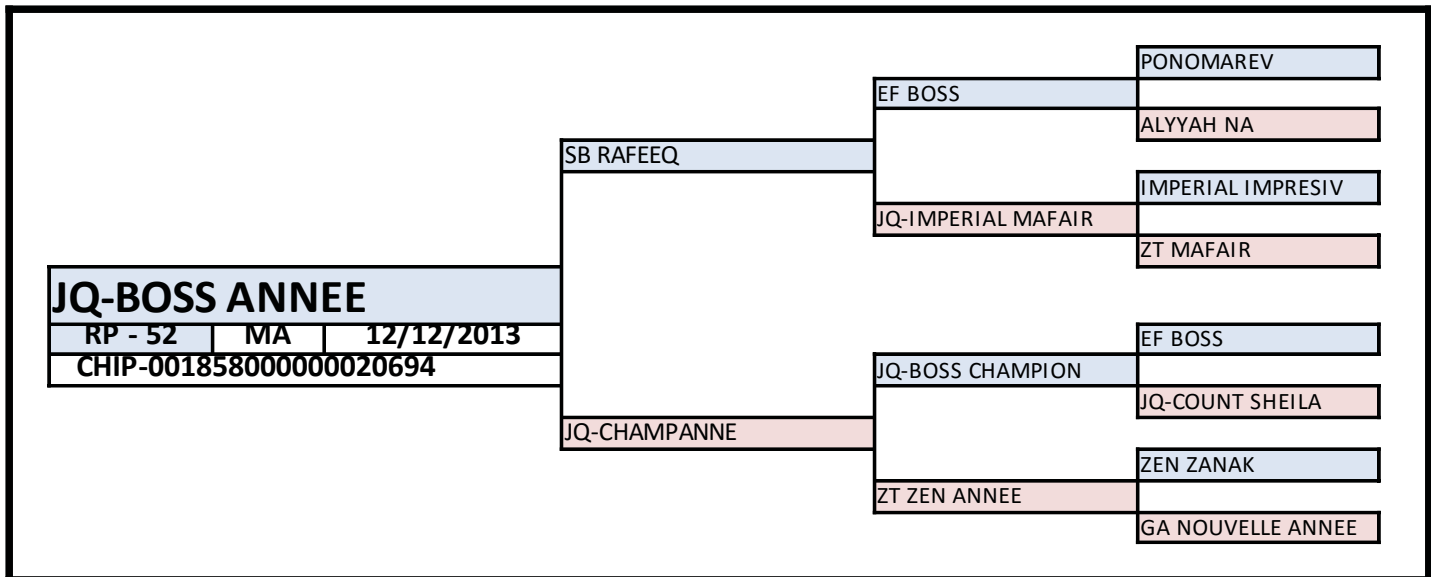 PONOMAREV
EF BOSS
ALYYAH NA
SB RAFEEQ
IMPERIAL IMPRESIV
JQ-IMPERIAL MAFAIR
ZT MAFAIR
JQ-BOSS ANNEE
RP - 52 MA 12/12/2013
CHIP-001858000000020694
EF BOSS
JQ-BOSS CHAMPION
JQ-COUNT SHEILA
JQ-CHAMPANNE
ZEN ZANAK
ZT ZEN ANNEE
GA NOUVELLE ANNEE